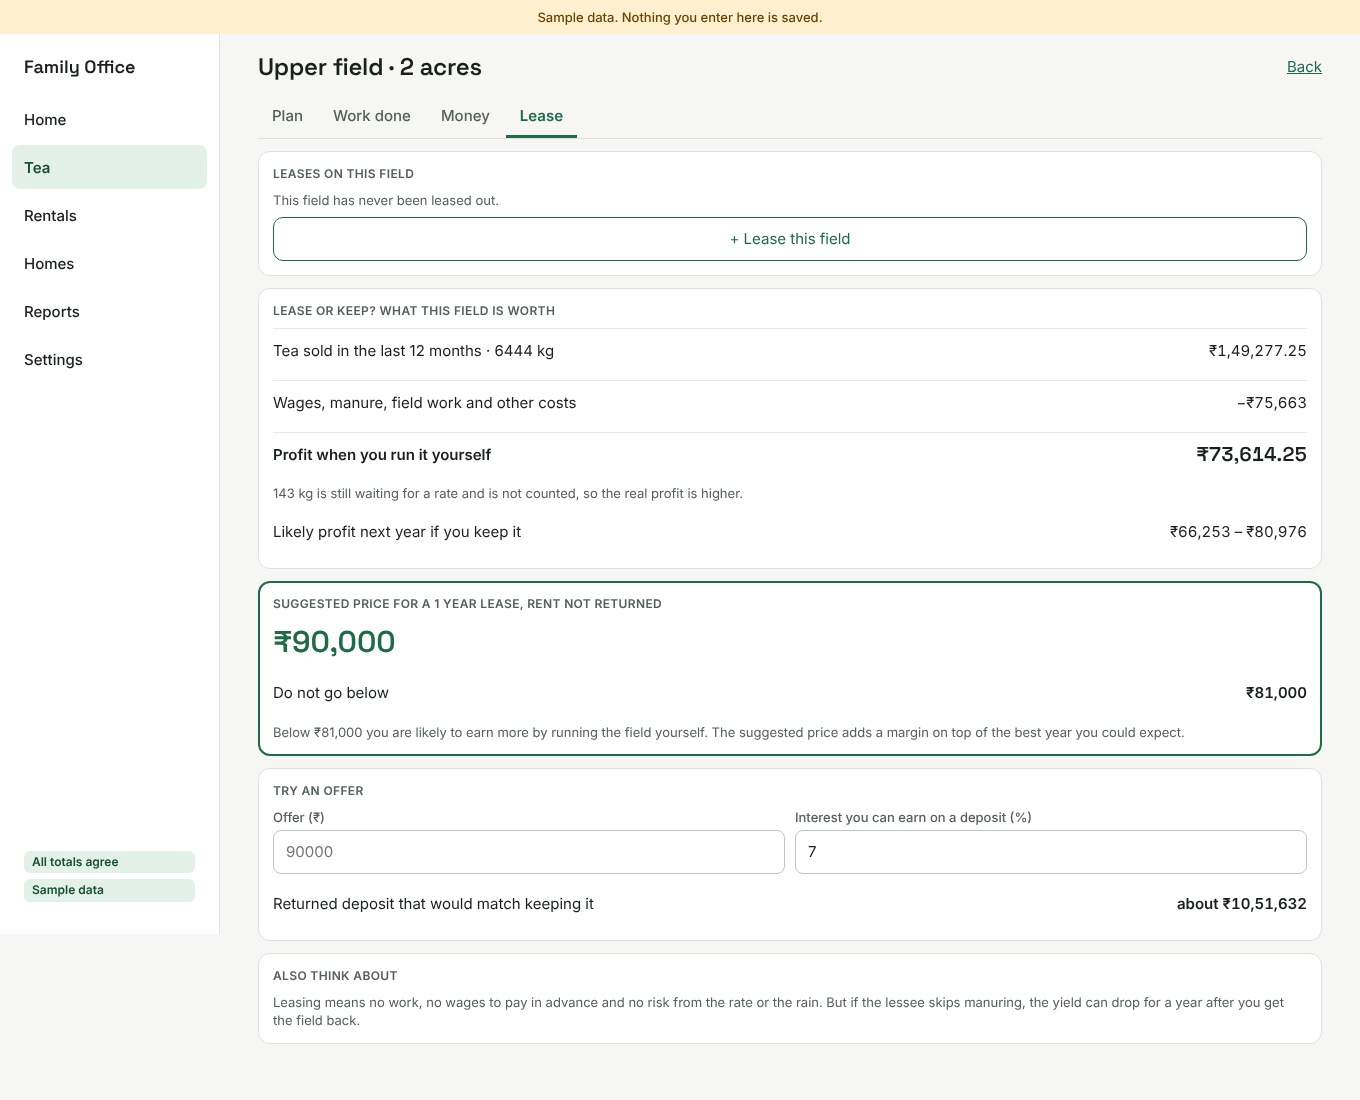 Sample data. Nothing you enter here is saved.
Family Office
Home
Tea
Rentals
Homes
Reports
Settings
All totals agree
Sample data
Upper field · 2 acres
Back
Plan
Work done
Money
Lease
LEASES ON THIS FIELD
This field has never been leased out.
+ Lease this field
LEASE OR KEEP? WHAT THIS FIELD IS WORTH
Tea sold in the last 12 months · 6444 kg ₹1,49,277.25
Wages, manure, field work and other costs −₹75,663
Profit when you run it yourself ₹73,614.25
143 kg is still waiting for a rate and is not counted, so the real profit is higher.
Likely profit next year if you keep it ₹66,253 – ₹80,976
SUGGESTED PRICE FOR A 1 YEAR LEASE, RENT NOT RETURNED
₹90,000
Do not go below ₹81,000
Below ₹81,000 you are likely to earn more by running the field yourself. The suggested price adds a margin on top of the best year you could expect.
TRY AN OFFER
Offer (₹) Interest you can earn on a deposit (%)
90000 7
Returned deposit that would match keeping it about ₹10,51,632
ALSO THINK ABOUT
Leasing means no work, no wages to pay in advance and no risk from the rate or the rain. But if the lessee skips manuring, the yield can drop for a year after you get
the field back.